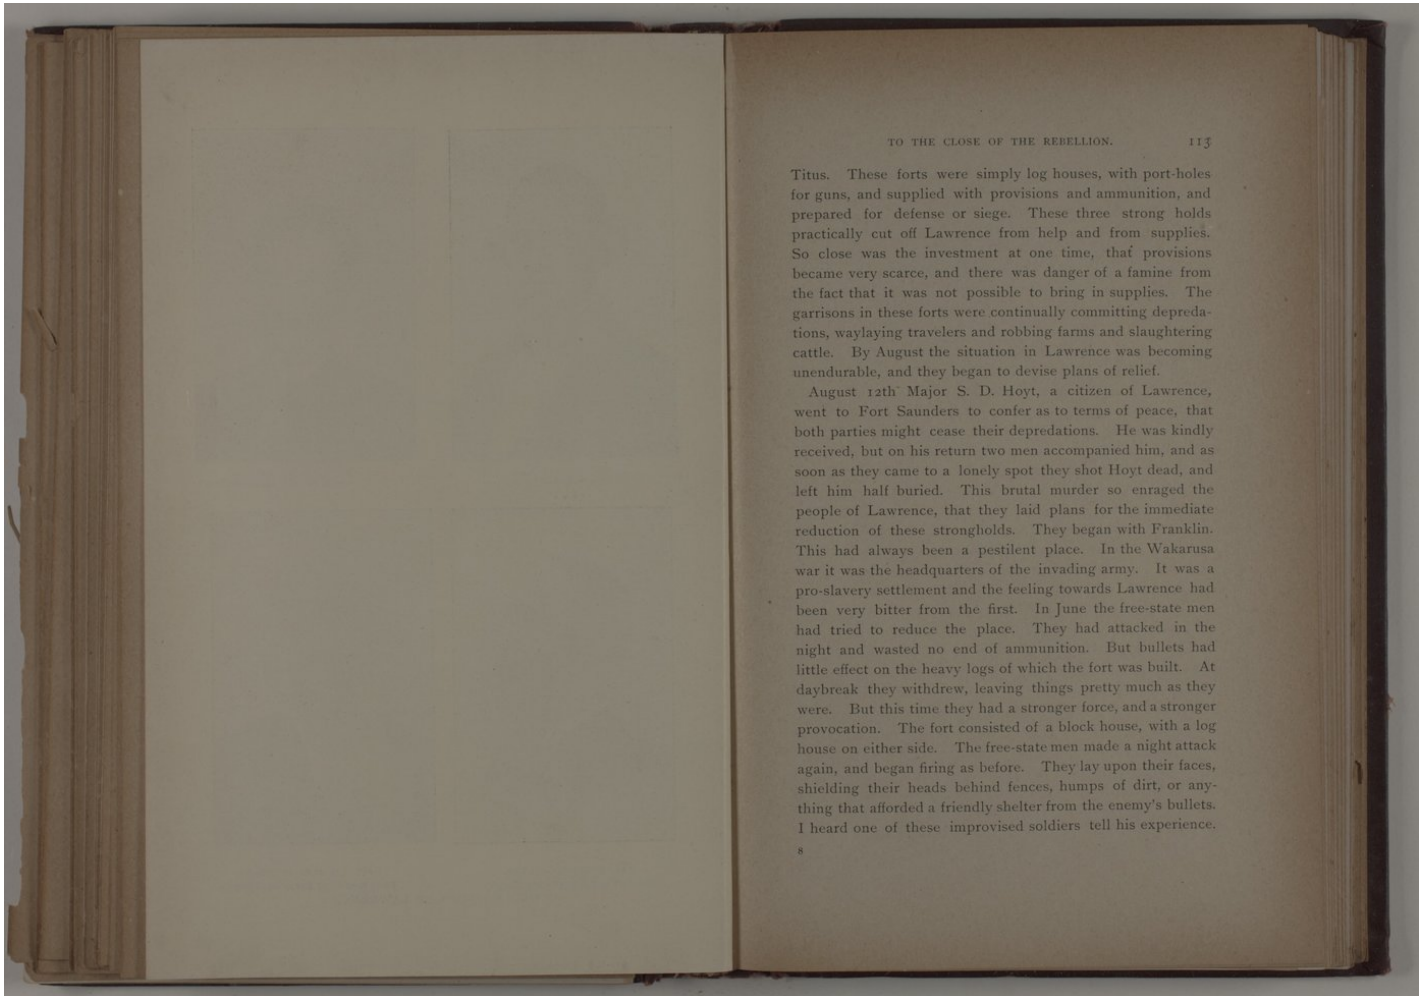 TO THE CLOSE OF THE REBELLION. 113
Titus. These forts were simply log houses, with port-holes
for guns, and supplied with provisions and ammunition, and
prepared for defense or siege. These three strong holds
practically cut off Lawrence from help and from supplies.
So close was the investment at one time, that provisions
became very scarce, and there was danger of a famine from
the fact that it was not possible to bring in supplies. The
garrisons in these forts were continually committing depreda-
tions, waylaying travelers and robbing farms and slaughtering
cattle. By August the situation in Lawrence was becoming
unendurable, and they began to devise plans of relief.
August 12th Major S. D. Hoyt, a citizen of Lawrence,
went to Fort Saunders to confer as to terms of peace, that
both parties might cease their depredations. He was kindly
received, but on his return two men accompanied him, and as
soon as they came to a lonely spot they shot Hoyt dead, and
left him half buried. This brutal murder so enraged the
people of Lawrence, that they laid plans for the immediate
reduction of these strongholds. They began with Franklin.
This had always been a pestilent place. In the Wakarusa
war it was the headquarters of the invading army. It was a
pro-slavery settlement and the feeling towards Lawrence had
been very bitter from the first. In June the free-state men
had tried to reduce the place. They had attacked in the
night and wasted no end of ammunition. But bullets had
little effect on the heavy logs of which the fort was built. At
daybreak they withdrew, leaving things pretty much as they
were. But this time they had a stronger force, and a stronger
provocation. The fort consisted of a block house, with a log
house on either side. The free-state men made a night attack
again, and began firing as before. They lay upon their faces,
shielding their heads behind fences, humps of dirt, or any-
thing that afforded a friendly shelter from the enemy's bullets.
I heard one of these improvised soldiers tell his experience.
8